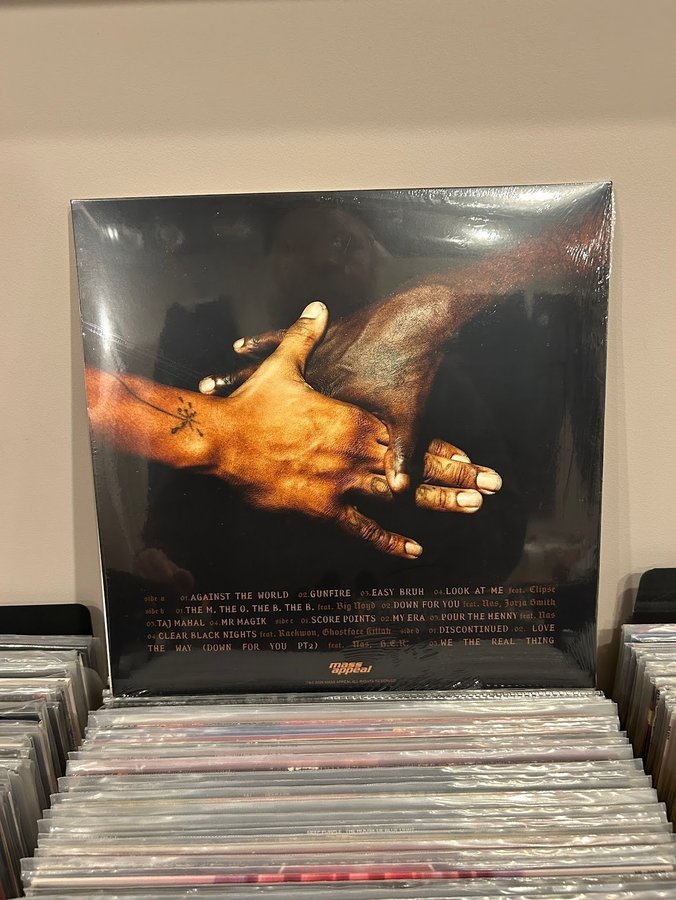 side a 01.AGAINST THE WORLD 02.GUNFIRE 03.EASY BRUH 04.LOOK AT ME feat. Clipse
side b 01.THE M. THE O. THE B. THE B. feat. Big Noyd 02.DOWN FOR YOU feat. Nas, Jorja Smith
03.TAJ MAHAL 04.MR MAGIK side c 01.SCORE POINTS 02.MY ERA 03.POUR THE HENNY feat. Nas
04.CLEAR BLACK NIGHTS feat. Raekwon, Ghostface Killah side d 01.DISCONTINUED 02. LOVE
THE WAY (DOWN FOR YOU PT2) feat. Nas, H.E.R. 03.WE THE REAL THING
mass
appeal